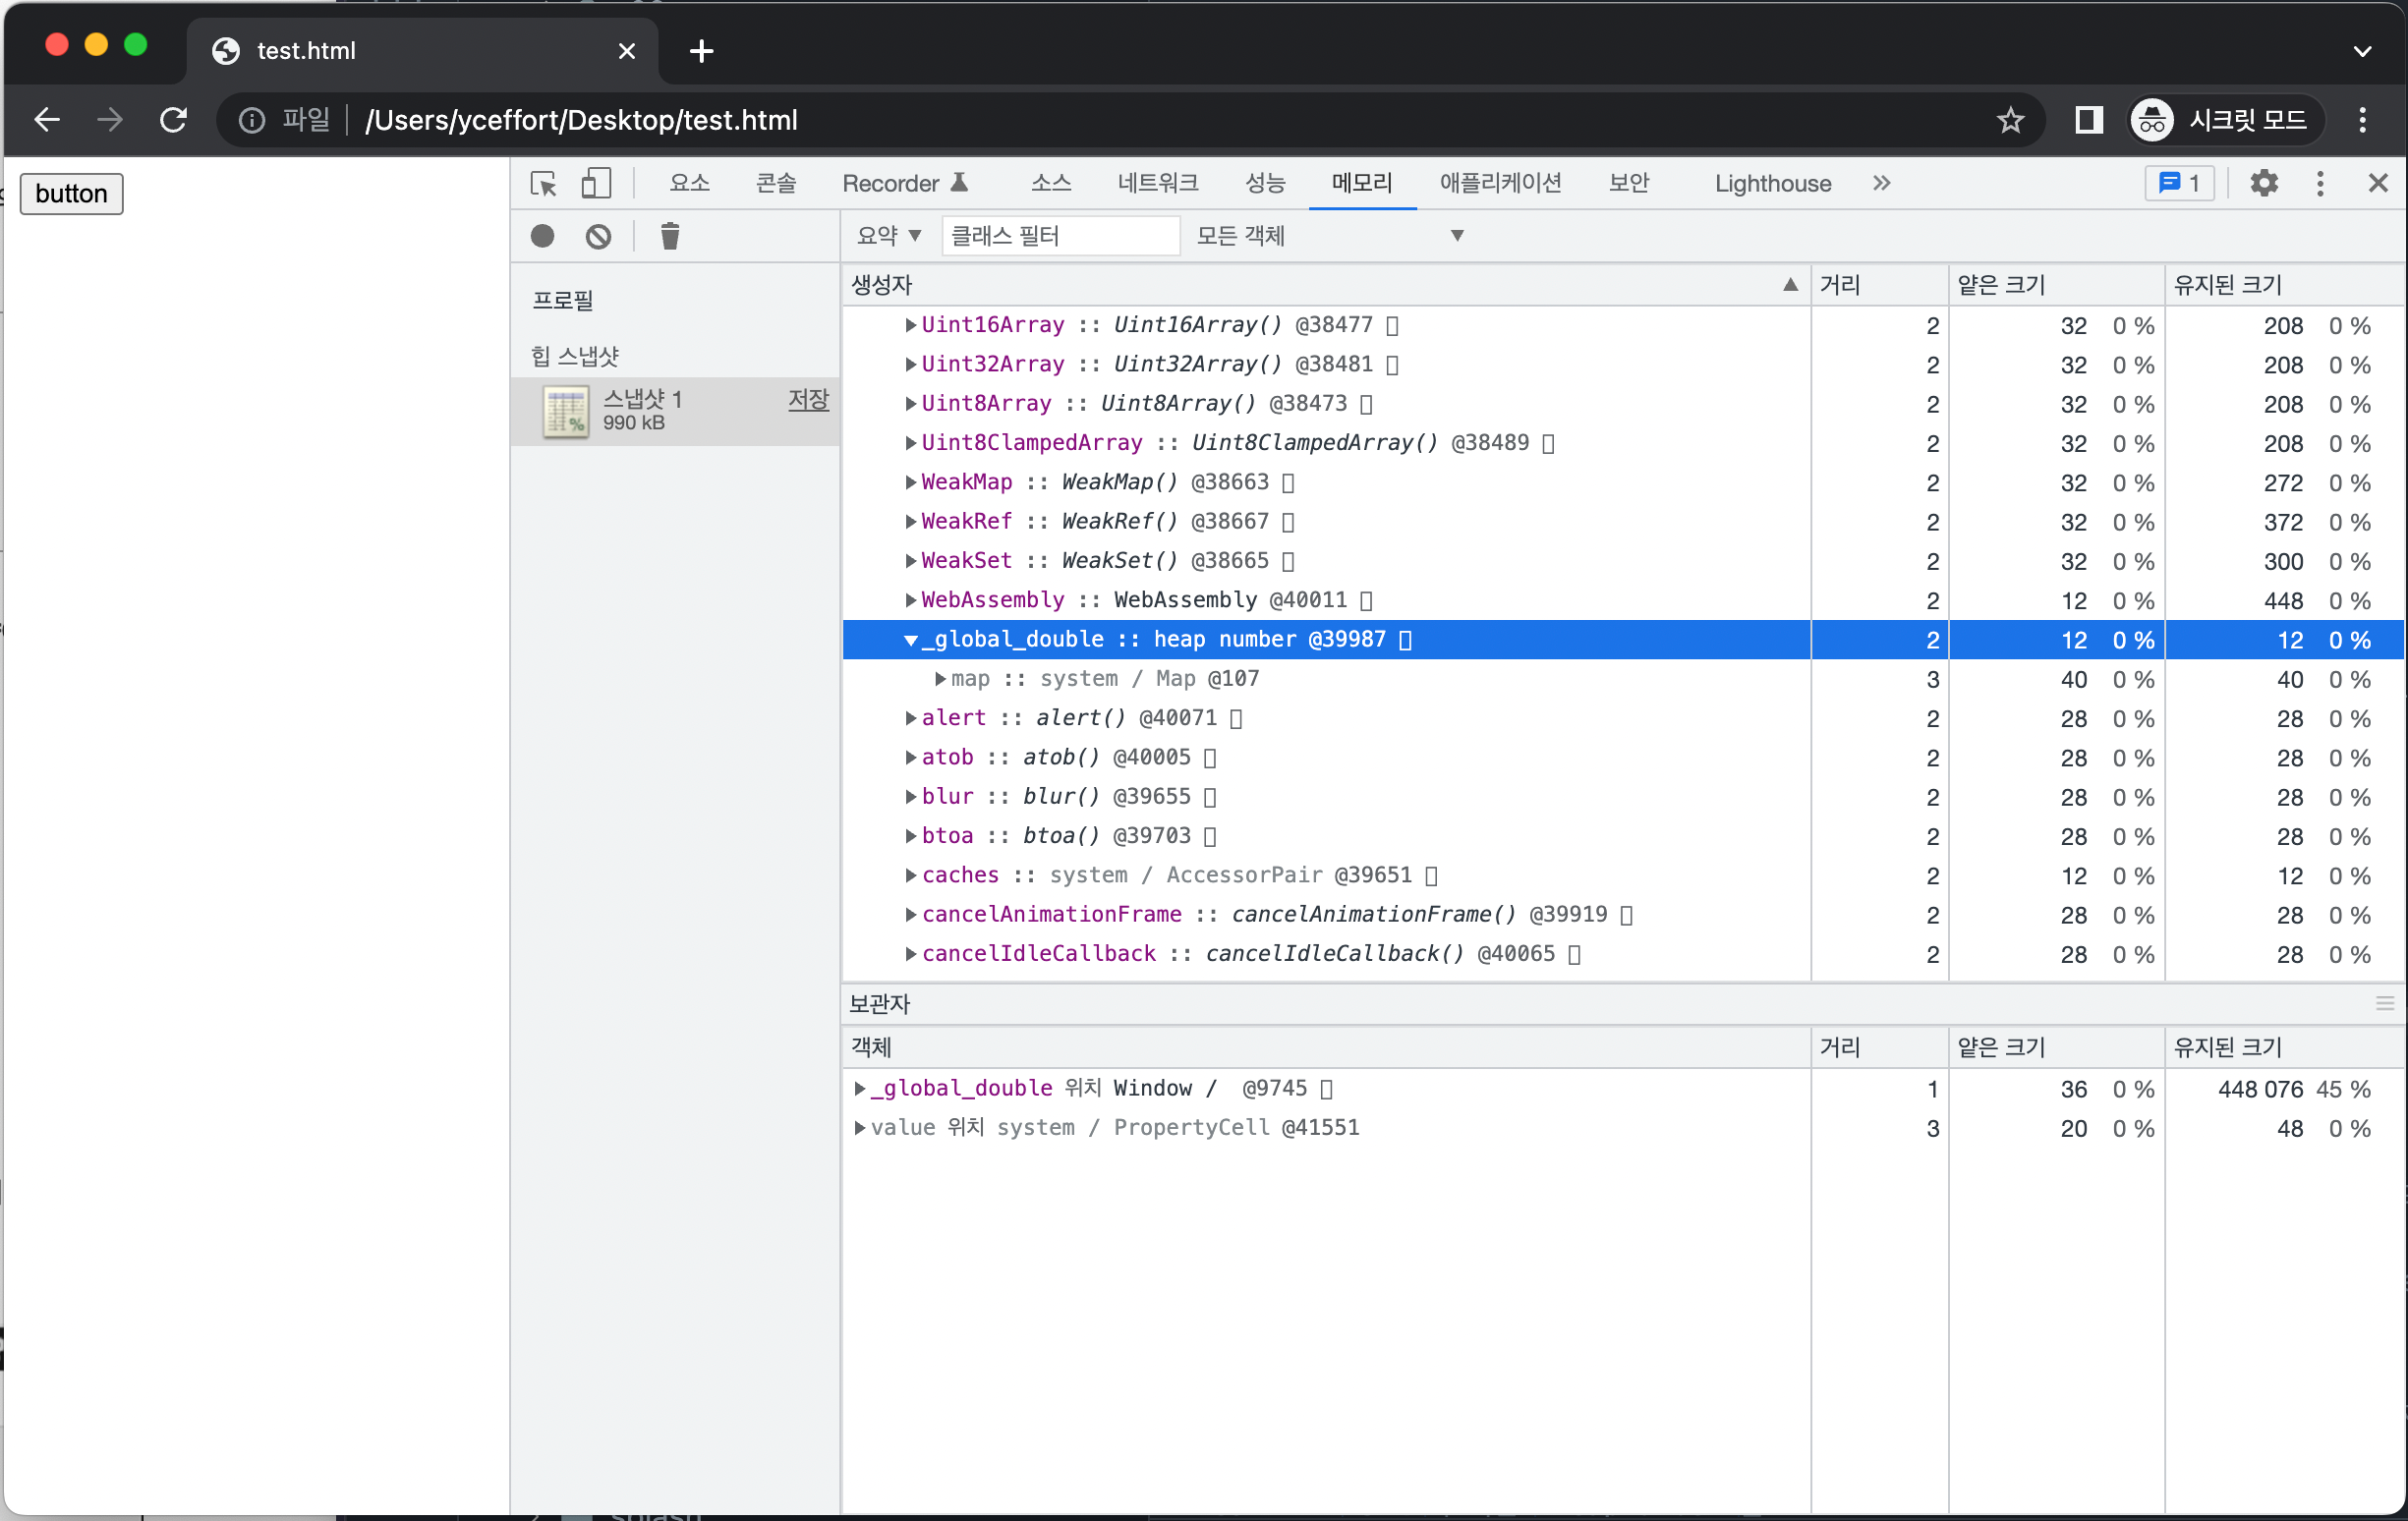 test.html
파일 /Users/yceffort/Desktop/test.html 시크릿 모드
button
요소 콘솔 Recorder 소스 네트워크 성능 메모리 애플리케이션 보안 Lighthouse » 1
요약 ▼ 클래스 필터 모든 객체 ▼
프로필
힙 스냅샷
스냅샷 1 저장
990 kB
생성자 ▲ 거리 얕은 크기 유지된 크기
Uint16Array :: Uint16Array() @38477 2 32 0 % 208 0 %
Uint32Array :: Uint32Array() @38481 2 32 0 % 208 0 %
Uint8Array :: Uint8Array() @38473 2 32 0 % 208 0 %
Uint8ClampedArray :: Uint8ClampedArray() @38489 2 32 0 % 208 0 %
WeakMap :: WeakMap() @38663 2 32 0 % 272 0 %
WeakRef :: WeakRef() @38667 2 32 0 % 372 0 %
WeakSet :: WeakSet() @38665 2 32 0 % 300 0 %
WebAssembly :: WebAssembly @40011 2 12 0 % 448 0 %
_global_double :: heap number @39987 2 12 0 % 12 0 %
map :: system / Map @107 3 40 0 % 40 0 %
alert :: alert() @40071 2 28 0 % 28 0 %
atob :: atob() @40005 2 28 0 % 28 0 %
blur :: blur() @39655 2 28 0 % 28 0 %
btoa :: btoa() @39703 2 28 0 % 28 0 %
caches :: system / AccessorPair @39651 2 12 0 % 12 0 %
cancelAnimationFrame :: cancelAnimationFrame() @39919 2 28 0 % 28 0 %
cancelIdleCallback :: cancelIdleCallback() @40065 2 28 0 % 28 0 %
보관자
객체 거리 얕은 크기 유지된 크기
_global_double 위치 Window / @9745 1 36 0 % 448 076 45 %
value 위치 system / PropertyCell @41551 3 20 0 % 48 0 %